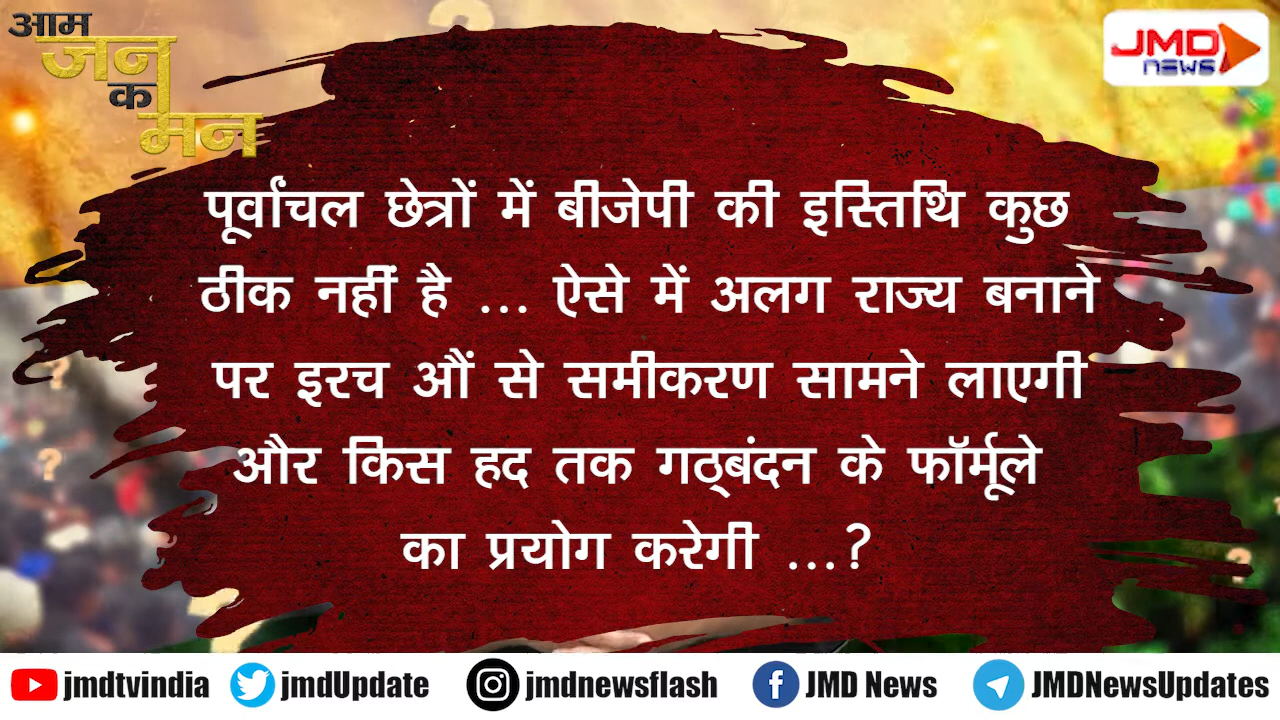 आम
जन
का
मन
JMD
NEWS
पूर्वांचल छेत्रों में बीजेपी की इस्तिथि कुछ
ठीक नहीं है ... ऐसे में अलग राज्य बनाने
पर इरच औं से समीकरण सामने लाएगी
और किस हद तक गठ्बंदन के फॉर्मूले
का प्रयोग करेगी ...?
jmdtvindia jmdUpdate jmdnewsflash JMD News JMDNewsUpdates